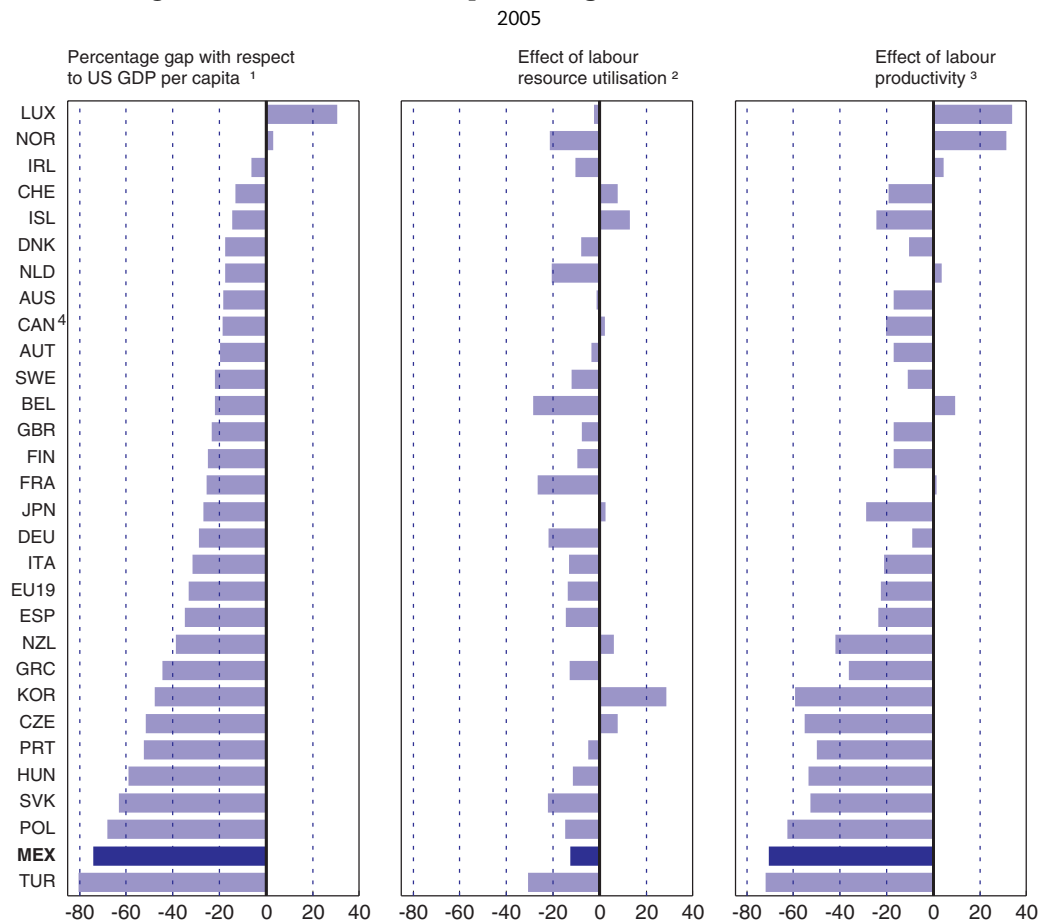 2005
Percentage gap with respect
to US GDP per capita ¹
Effect of labour
resource utilisation ²
Effect of labour
productivity ³
LUX
NOR
IRL
CHE
ISL
DNK
NLD
AUS
CAN⁴
AUT
SWE
BEL
GBR
FIN
FRA
JPN
DEU
ITA
EU19
ESP
NZL
GRC
KOR
CZE
PRT
HUN
SVK
POL
MEX
TUR
-80 -60 -40 -20 0 20 40
-80 -60 -40 -20 0 20 40
-80 -60 -40 -20 0 20 40